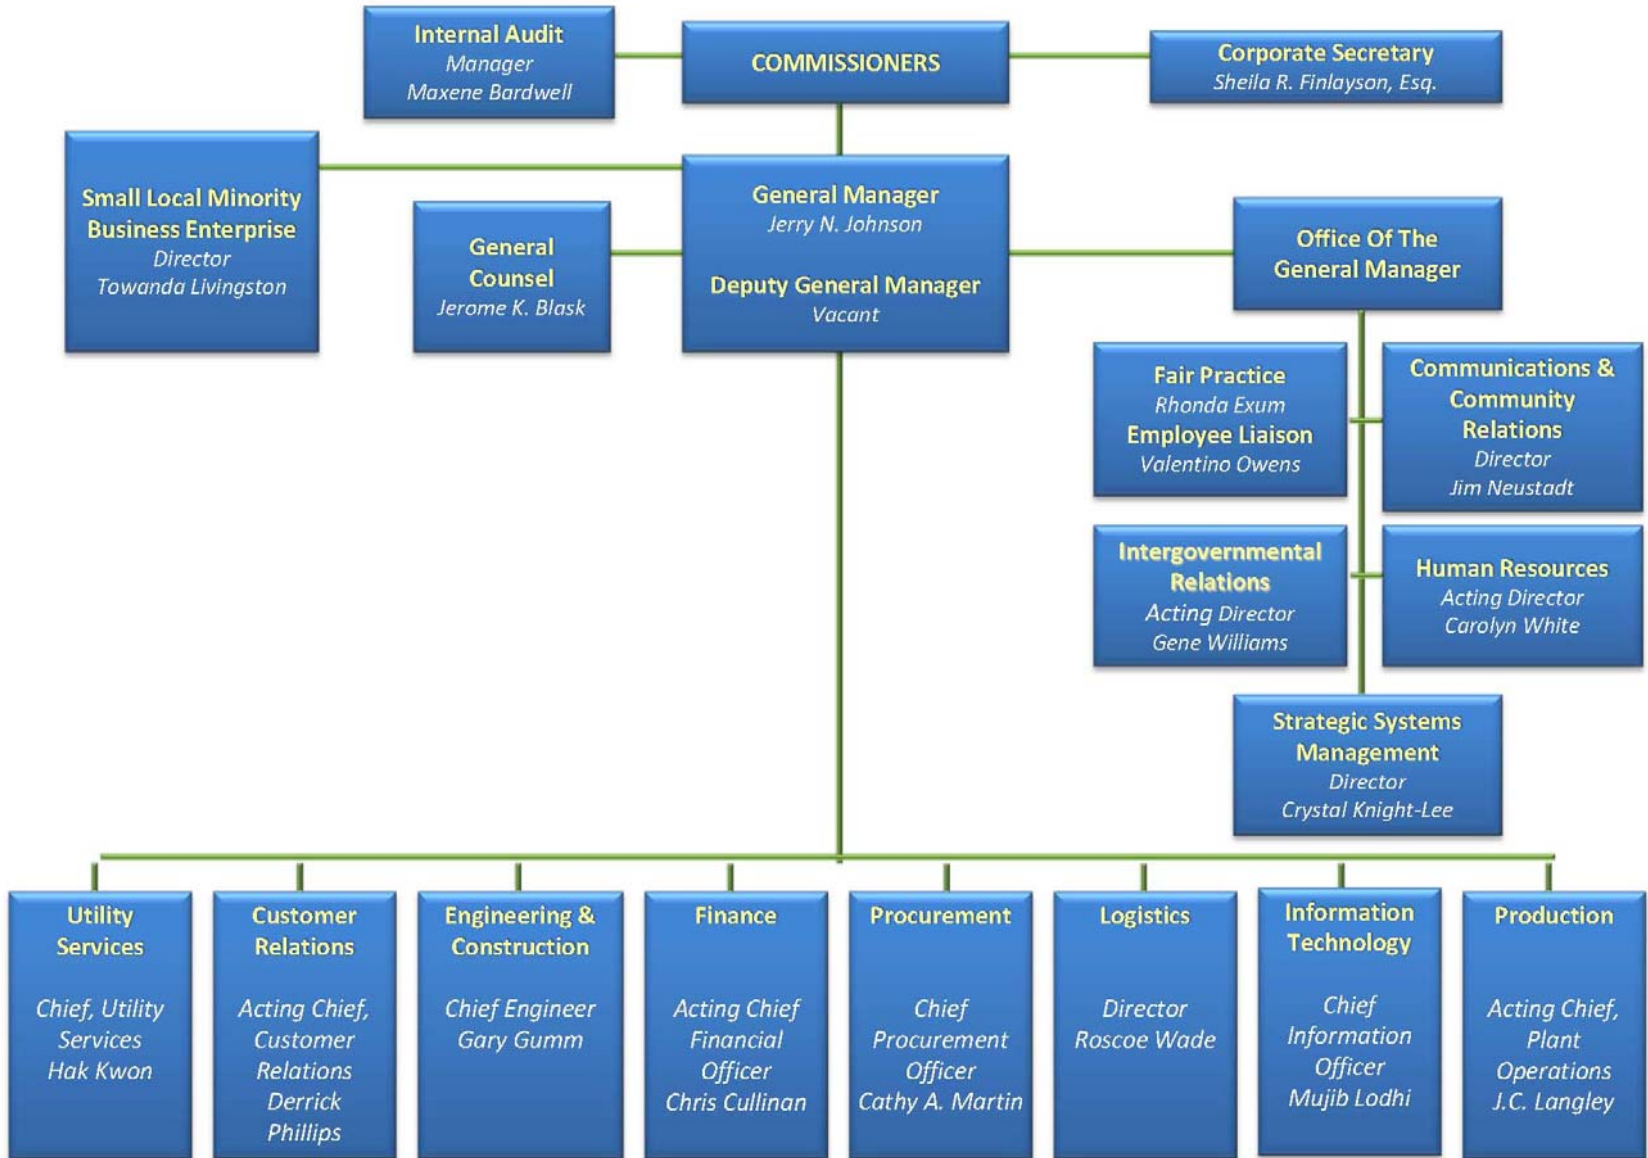 Internal Audit
Manager
Maxene Bardwell
COMMISSIONERS
Corporate Secretary
Sheila R. Finlayson, Esq.
Small Local Minority
Business Enterprise
Director
Towanda Livingston
General
Counsel
Jerome K. Blask
General Manager
Jerry N. Johnson
Deputy General Manager
Vacant
Office Of The
General Manager
Fair Practice
Rhonda Exum
Employee Liaison
Valentino Owens
Communications &
Community
Relations
Director
Jim Neustadt
Intergovernmental
Relations
Acting Director
Gene Williams
Human Resources
Acting Director
Carolyn White
Strategic Systems
Management
Director
Crystal Knight-Lee
Utility
Services
Chief, Utility
Services
Hak Kwon
Customer
Relations
Acting Chief,
Customer
Relations
Derrick
Phillips
Engineering &
Construction
Chief Engineer
Gary Gumm
Finance
Acting Chief
Financial
Officer
Chris Cullinan
Procurement
Chief
Procurement
Officer
Cathy A. Martin
Logistics
Director
Roscoe Wade
Information
Technology
Chief
Information
Officer
Mujib Lodhi
Production
Acting Chief,
Plant
Operations
J.C. Langley